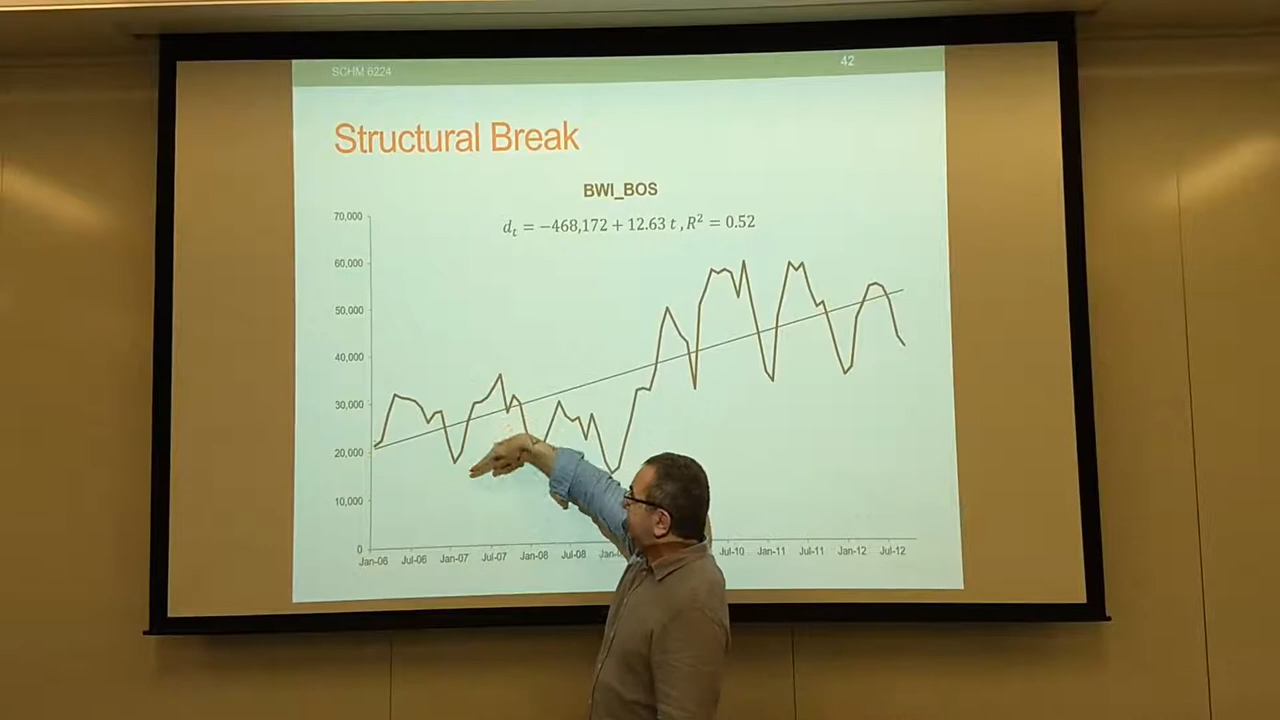 SCHM 6224
42
Structural Break
BWI_BOS
dₜ = −468,172 + 12.63 t , R² = 0.52
70,000
60,000
50,000
40,000
30,000
20,000
10,000
0
Jan-06 Jul-06 Jan-07 Jul-07 Jan-08 Jul-08 Jul-10 Jan-11 Jul-11 Jan-12 Jul-12